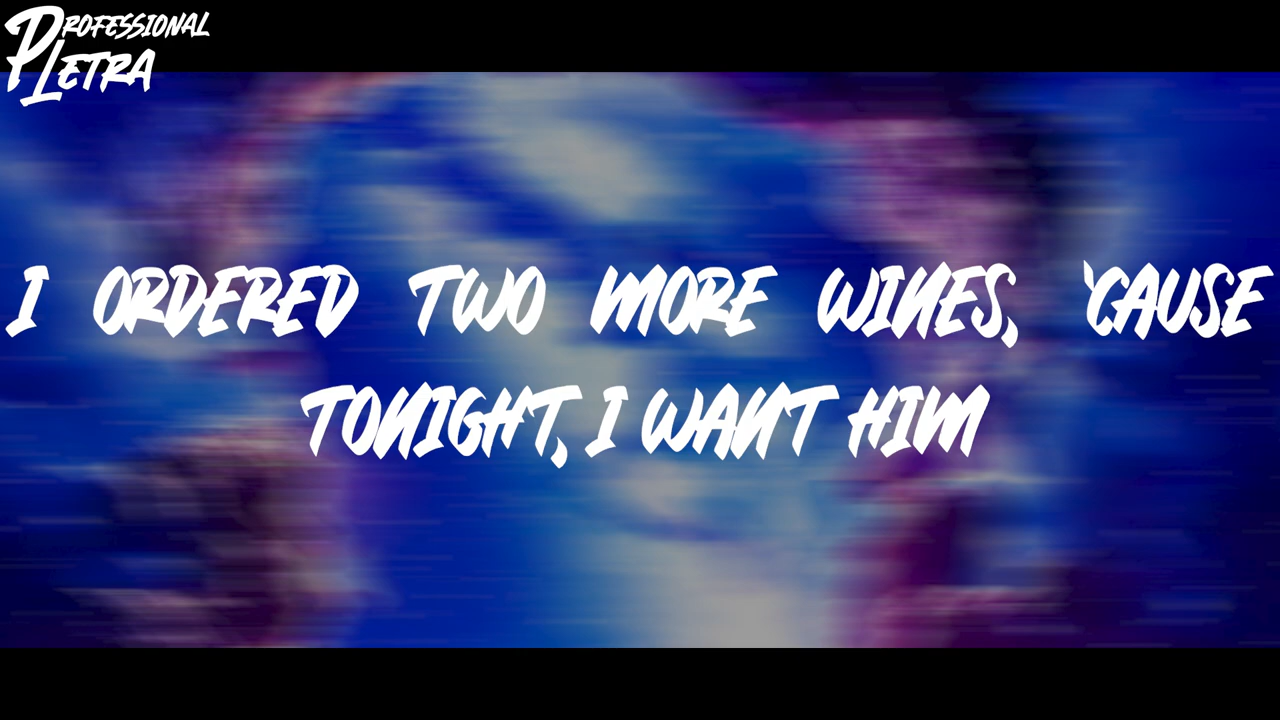 PROFESSIONAL
LETRA
I ORDERED TWO MORE WINES, 'CAUSE
TONIGHT, I WANT HIM